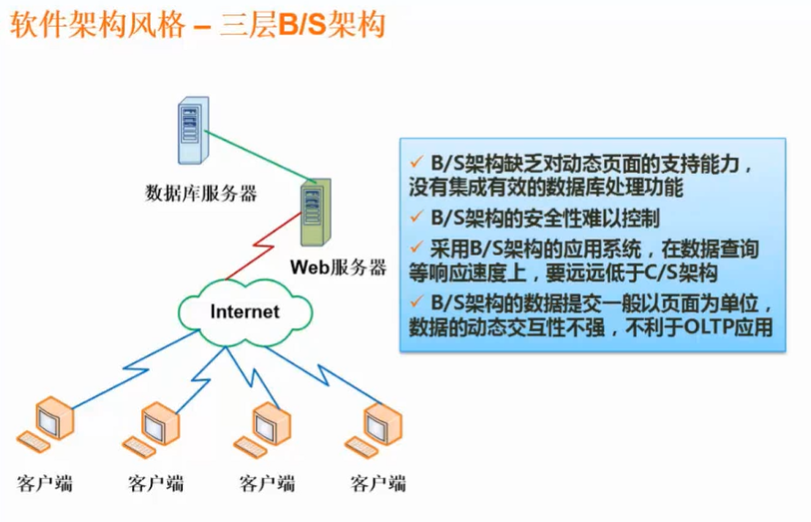 软件架构风格 – 三层B/S架构
数据库服务器
Web服务器
Internet
客户端
客户端
客户端
客户端
✓ B/S架构缺乏对动态页面的支持能力，
没有集成有效的数据库处理功能
✓ B/S架构的安全性难以控制
✓ 采用B/S架构的应用系统，在数据查询
等响应速度上，要远远低于C/S架构
✓ B/S架构的数据提交一般以页面为单位，
数据的动态交互性不强，不利于OLTP应用